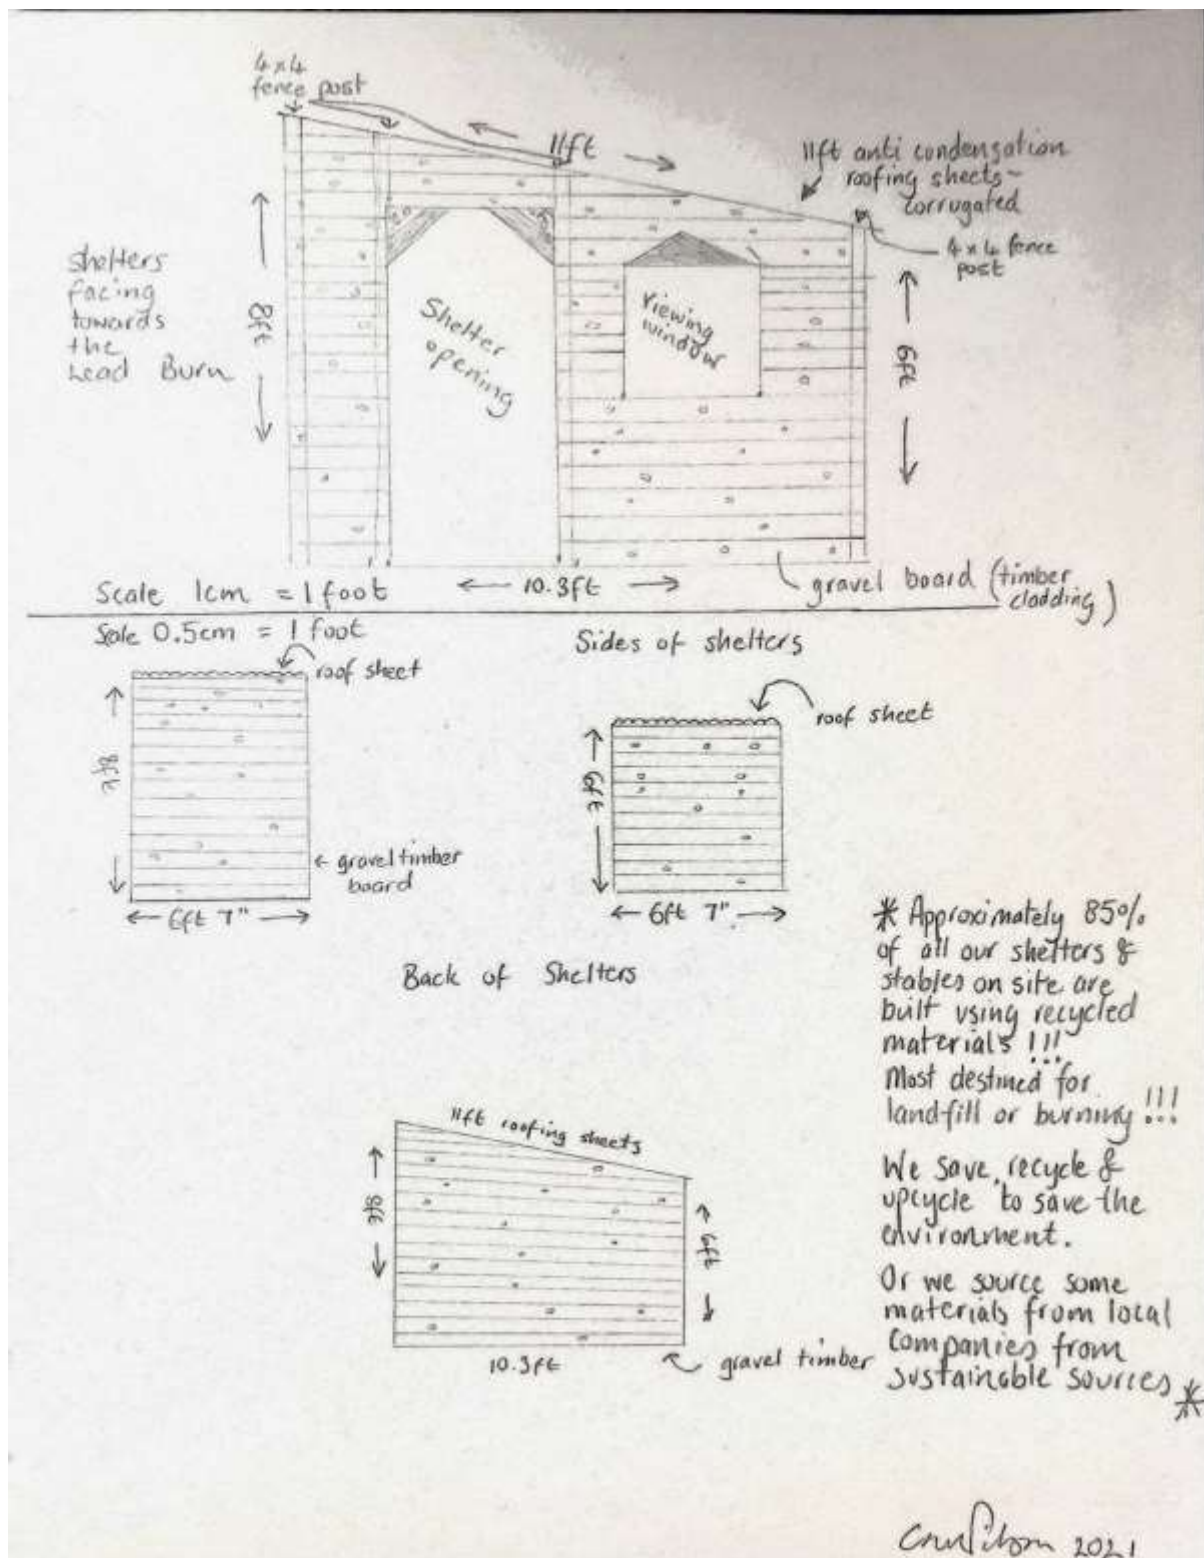 4x4
fence post
11ft
11ft anti condensation
roofing sheets-
corrugated
4x4 fence
post
shelters
facing
towards
the
Lead Burn
8ft
Shelter
opening
Viewing
window
6ft
Scale 1cm = 1 foot
10.3ft
gravel board (timber
cladding)
Scale 0.5cm = 1 foot
Sides of shelters
roof sheet
roof sheet
8ft
6ft
gravel timber
board
6ft 7"
6ft 7"
Back of Shelters
* Approximately 85%
of all our shelters &
stables on site are
built using recycled
materials !!!
Most destined for
landfill or burning !!!
We save, recycle &
upcycle to save the
environment.
Or we source some
materials from local
companies from
sustainable sources *
11ft roofing sheets
8ft
6ft
10.3ft
gravel timber
2021